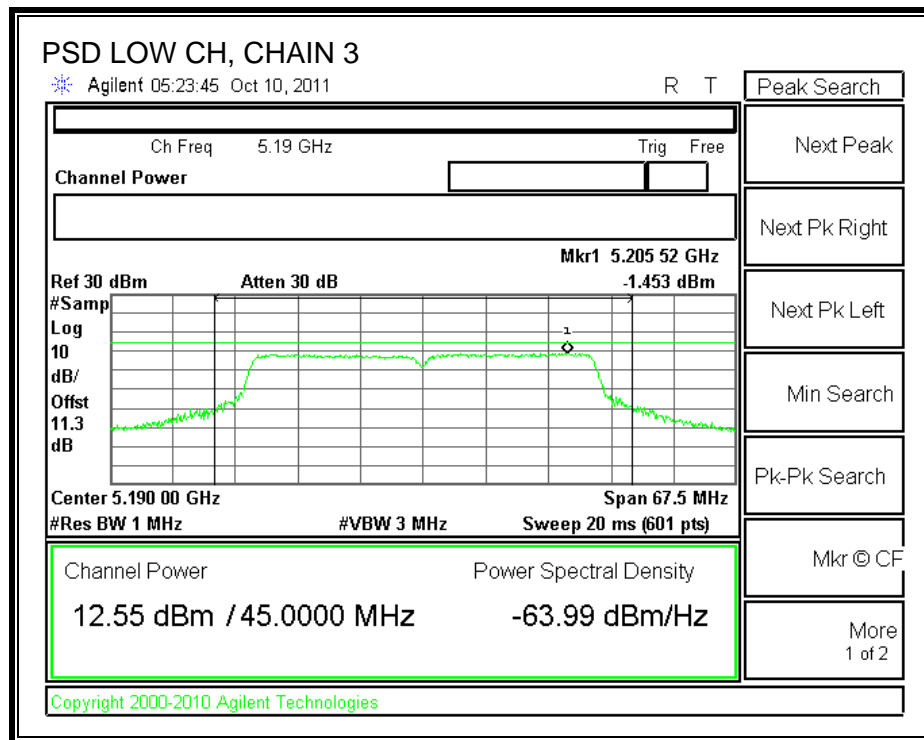 PSD LOW CH, CHAIN 3
Agilent 05:23:45 Oct 10, 2011 R T
Peak Search
Ch Freq 5.19 GHz Trig Free
Channel Power
Mkr1 5.205 52 GHz
Ref 30 dBm Atten 30 dB -1.453 dBm
#Samp
Log
10
dB/
Offst
11.3
dB
1
Center 5.190 00 GHz Span 67.5 MHz
#Res BW 1 MHz #VBW 3 MHz Sweep 20 ms (601 pts)
Channel Power Power Spectral Density
12.55 dBm / 45.0000 MHz -63.99 dBm/Hz
Next Peak
Next Pk Right
Next Pk Left
Min Search
Pk-Pk Search
Mkr © CF
More
1 of 2
Copyright 2000-2010 Agilent Technologies